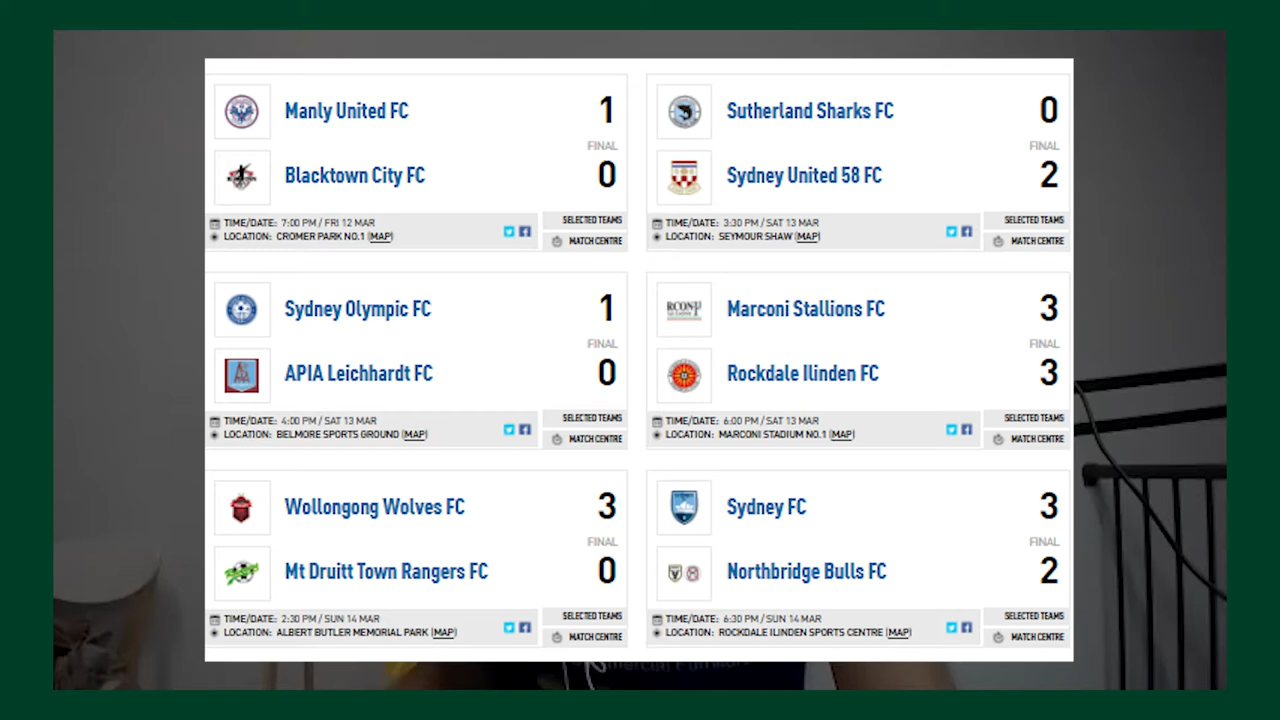 Manly United FC 1
FINAL
Blacktown City FC 0
TIME/DATE: 7:00 PM / FRI 12 MAR
LOCATION: CROMER PARK NO.1 (MAP)
SELECTED TEAMS
MATCH CENTRE
Sutherland Sharks FC 0
FINAL
Sydney United 58 FC 2
TIME/DATE: 3:30 PM / SAT 13 MAR
LOCATION: SEYMOUR SHAW (MAP)
SELECTED TEAMS
MATCH CENTRE
Sydney Olympic FC 1
FINAL
APIA Leichhardt FC 0
TIME/DATE: 4:00 PM / SAT 13 MAR
LOCATION: BELMORE SPORTS GROUND (MAP)
SELECTED TEAMS
MATCH CENTRE
Marconi Stallions FC 3
FINAL
Rockdale Ilinden FC 3
TIME/DATE: 6:00 PM / SAT 13 MAR
LOCATION: MARCONI STADIUM NO.1 (MAP)
SELECTED TEAMS
MATCH CENTRE
Wollongong Wolves FC 3
FINAL
Mt Druitt Town Rangers FC 0
TIME/DATE: 2:30 PM / SUN 14 MAR
LOCATION: ALBERT BUTLER MEMORIAL PARK (MAP)
SELECTED TEAMS
MATCH CENTRE
Sydney FC 3
FINAL
Northbridge Bulls FC 2
TIME/DATE: 6:30 PM / SUN 14 MAR
LOCATION: ROCKDALE ILINDEN SPORTS CENTRE (MAP)
SELECTED TEAMS
MATCH CENTRE